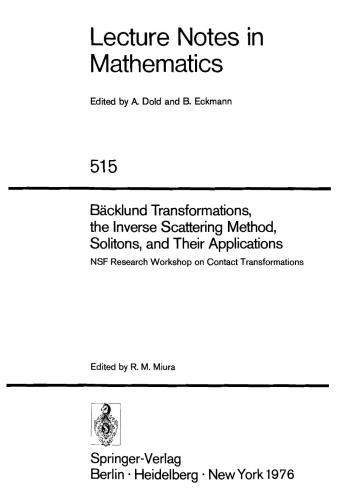 Lecture Notes in
Mathematics
Edited by A. Dold and B. Eckmann
515
Bäcklund Transformations,
the Inverse Scattering Method,
Solitons, and Their Applications
NSF Research Workshop on Contact Transformations
Edited by R. M. Miura
Springer-Verlag
Berlin · Heidelberg · New York 1976